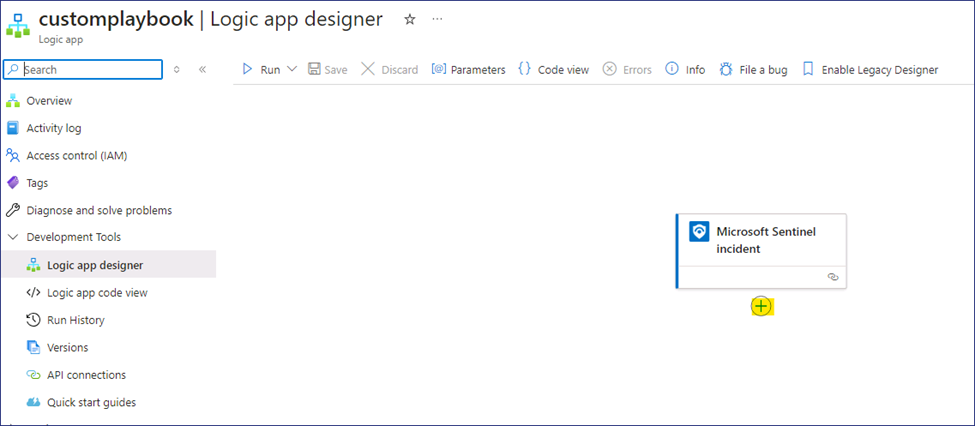 customplaybook | Logic app designer
Logic app
Search
Run Save Discard Parameters Code view Errors Info File a bug Enable Legacy Designer
Overview
Activity log
Access control (IAM)
Tags
Diagnose and solve problems
Development Tools
Logic app designer
Logic app code view
Run History
Versions
API connections
Quick start guides
Microsoft Sentinel
incident